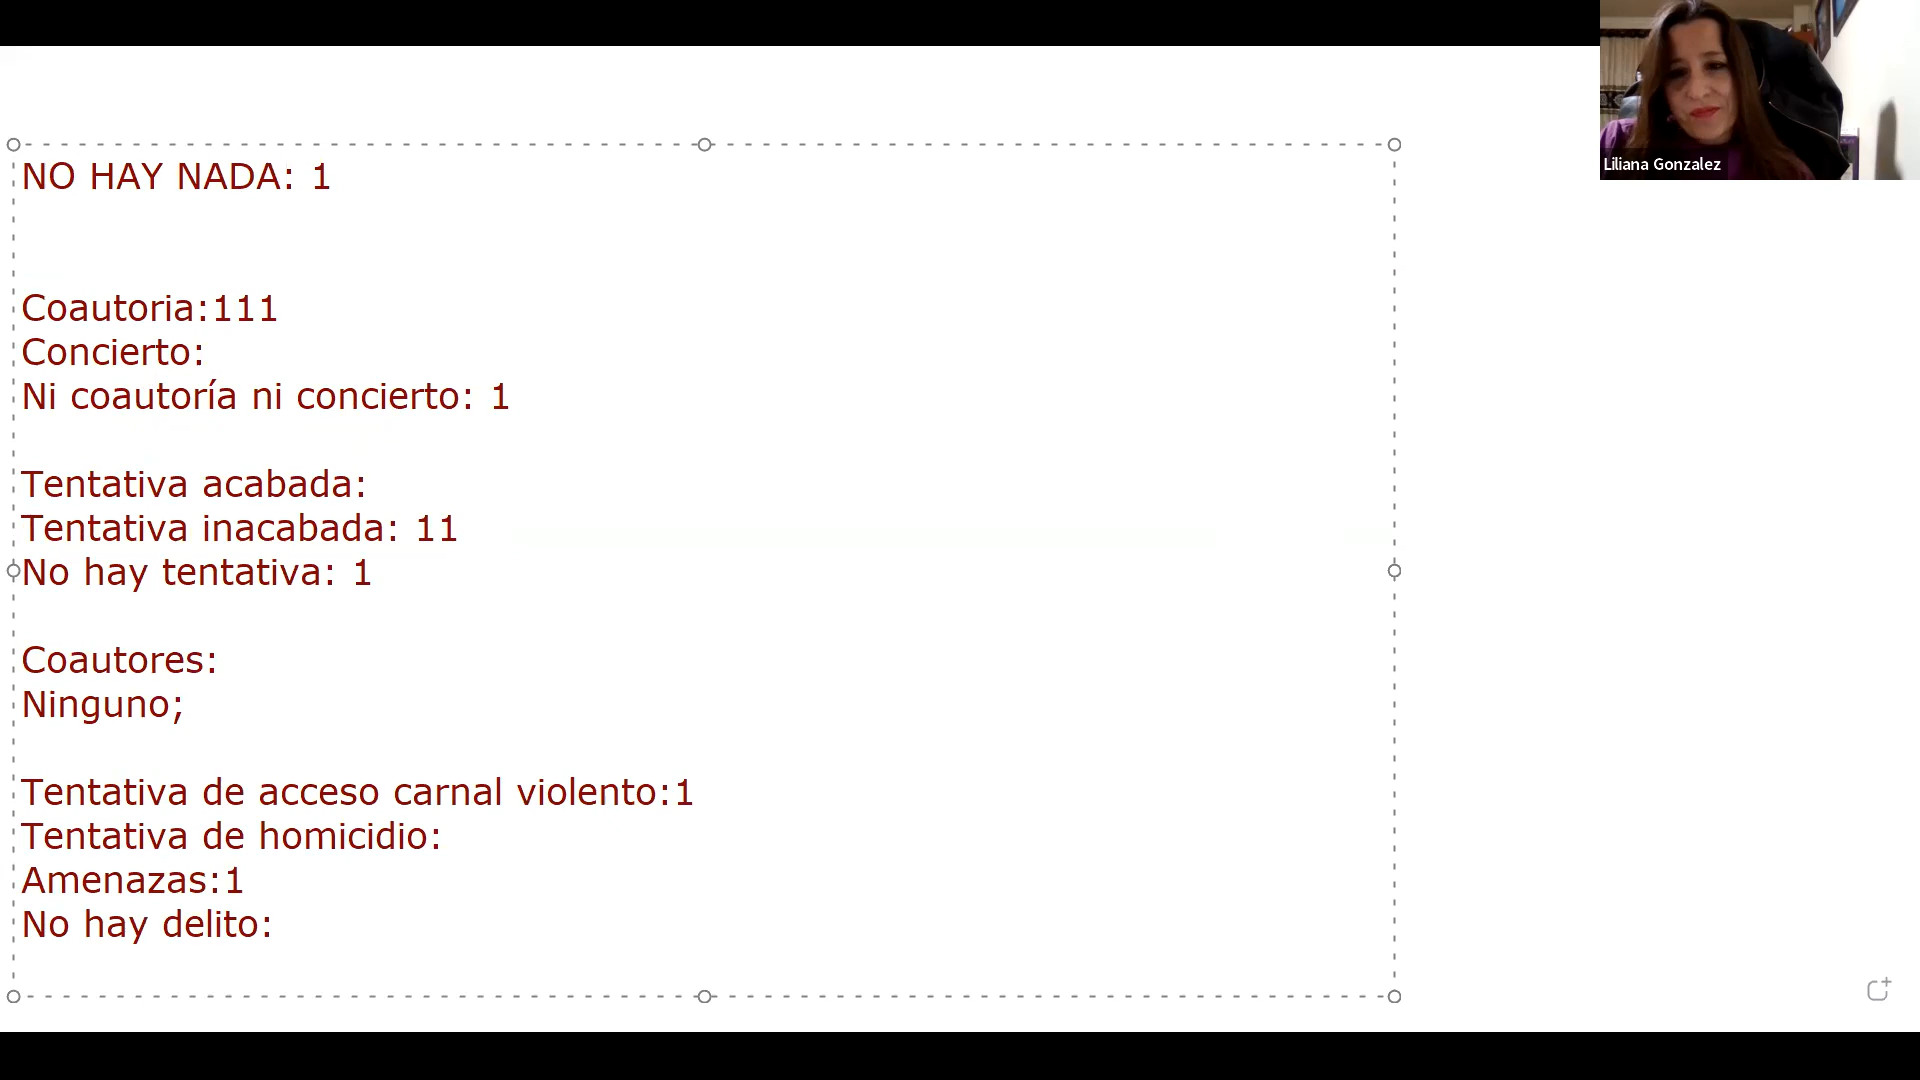 NO HAY NADA: 1
Coautoria:111
Concierto:
Ni coautoría ni concierto: 1
Tentativa acabada:
Tentativa inacabada: 11
No hay tentativa: 1
Coautores:
Ninguno;
Tentativa de acceso carnal violento:1
Tentativa de homicidio:
Amenazas:1
No hay delito:
Liliana Gonzalez